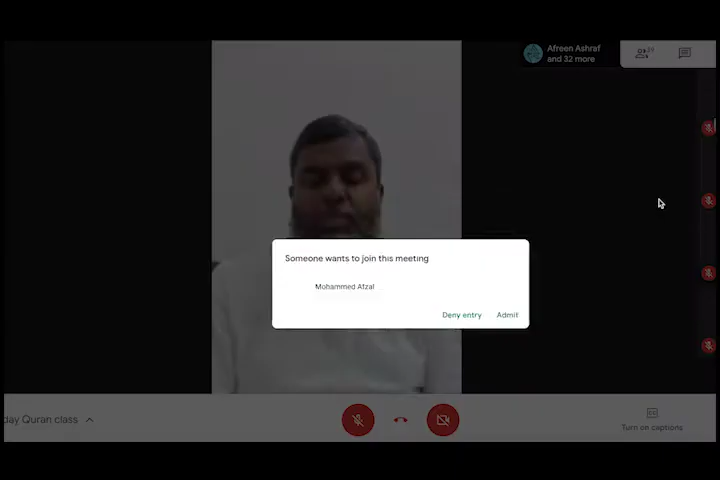 Afreen Ashraf
and 32 more
Someone wants to join this meeting
Mohammed Afzal
Deny entry
Admit
day Quran class
Turn on captions